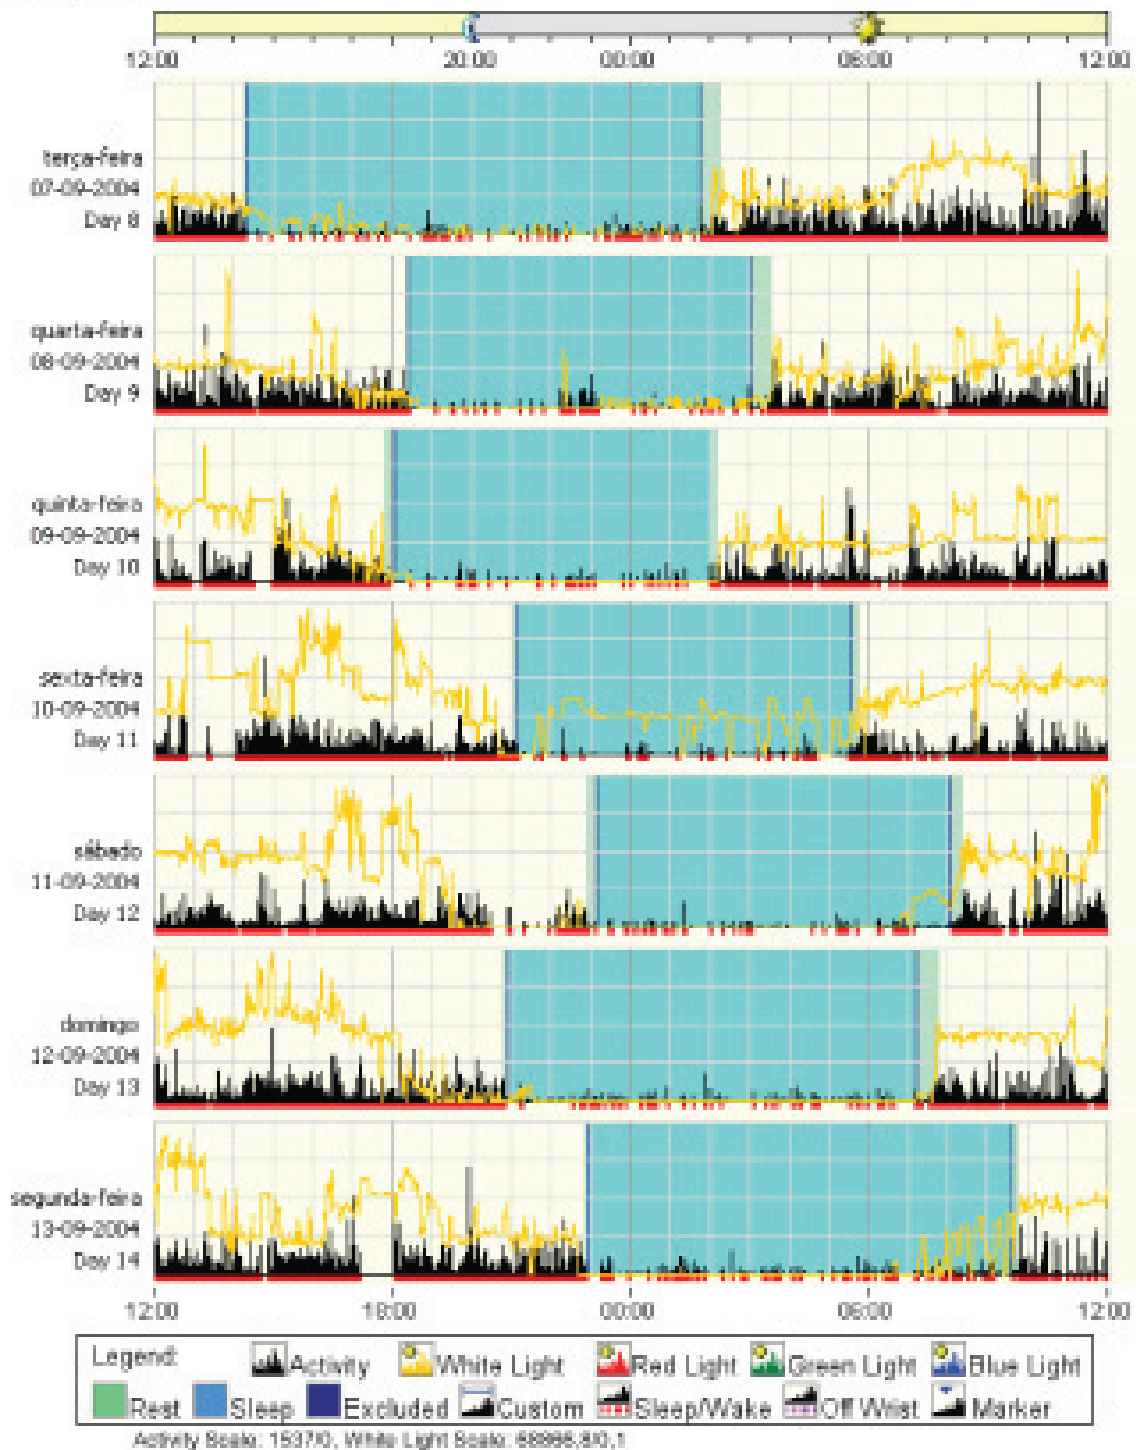 12:00 20:00 00:00 06:00 12:00
terça-feira
07-09-2004
Day 8
quarta-feira
08-09-2004
Day 9
quinta-feira
09-09-2004
Day 10
sexta-feira
10-09-2004
Day 11
sábado
11-09-2004
Day 12
domingo
12-09-2004
Day 13
segunda-feira
13-09-2004
Day 14
12:00 18:00 00:00 06:00 12:00
Legend: Activity White Light Red Light Green Light Blue Light
Rest Sleep Excluded Custom Sleep/Wake Off Wrist Marker
Activity Scale: 1537/0, White Light Scale: